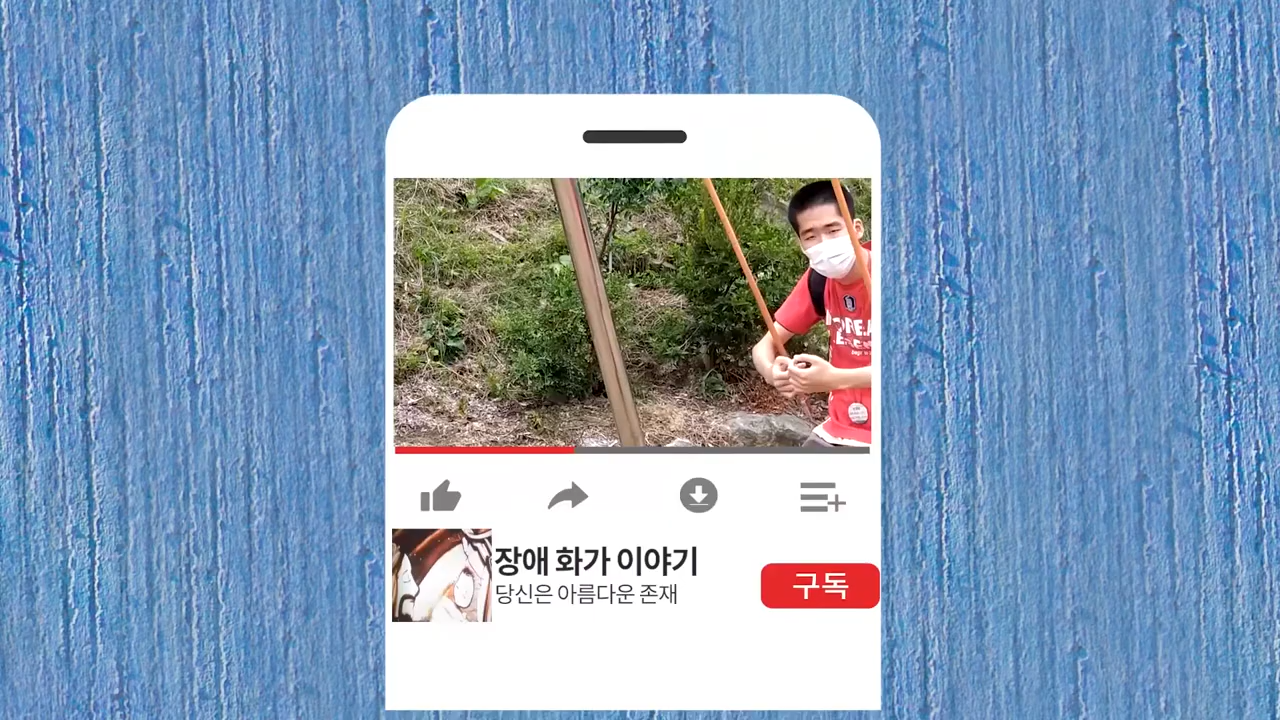 장애 화가 이야기
당신은 아름다운 존재
구독